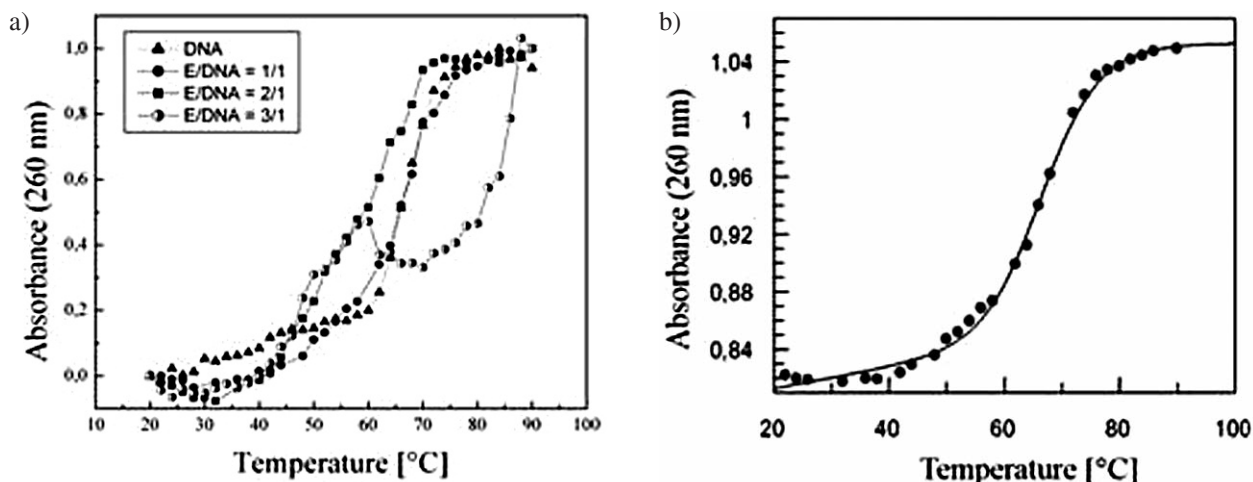 a)
DNA
E/DNA = 1/1
E/DNA = 2/1
E/DNA = 3/1
1,0
0,8
0,6
0,4
0,2
0,0
Absorbance (260 nm)
10 20 30 40 50 60 70 80 90 100
Temperature [°C]
b)
1.04
1
0.96
0.92
0.88
0.84
Absorbance (260 nm)
20 40 60 80 100
Temperature [°C]